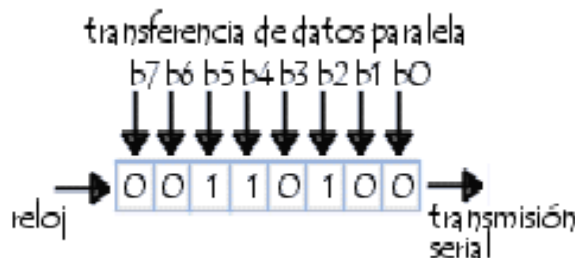 transferencia de datos paralela
b7 b6 b5 b4 b3 b2 b1 b0
0 0 1 1 0 1 0 0
reloj
transmisión
serial